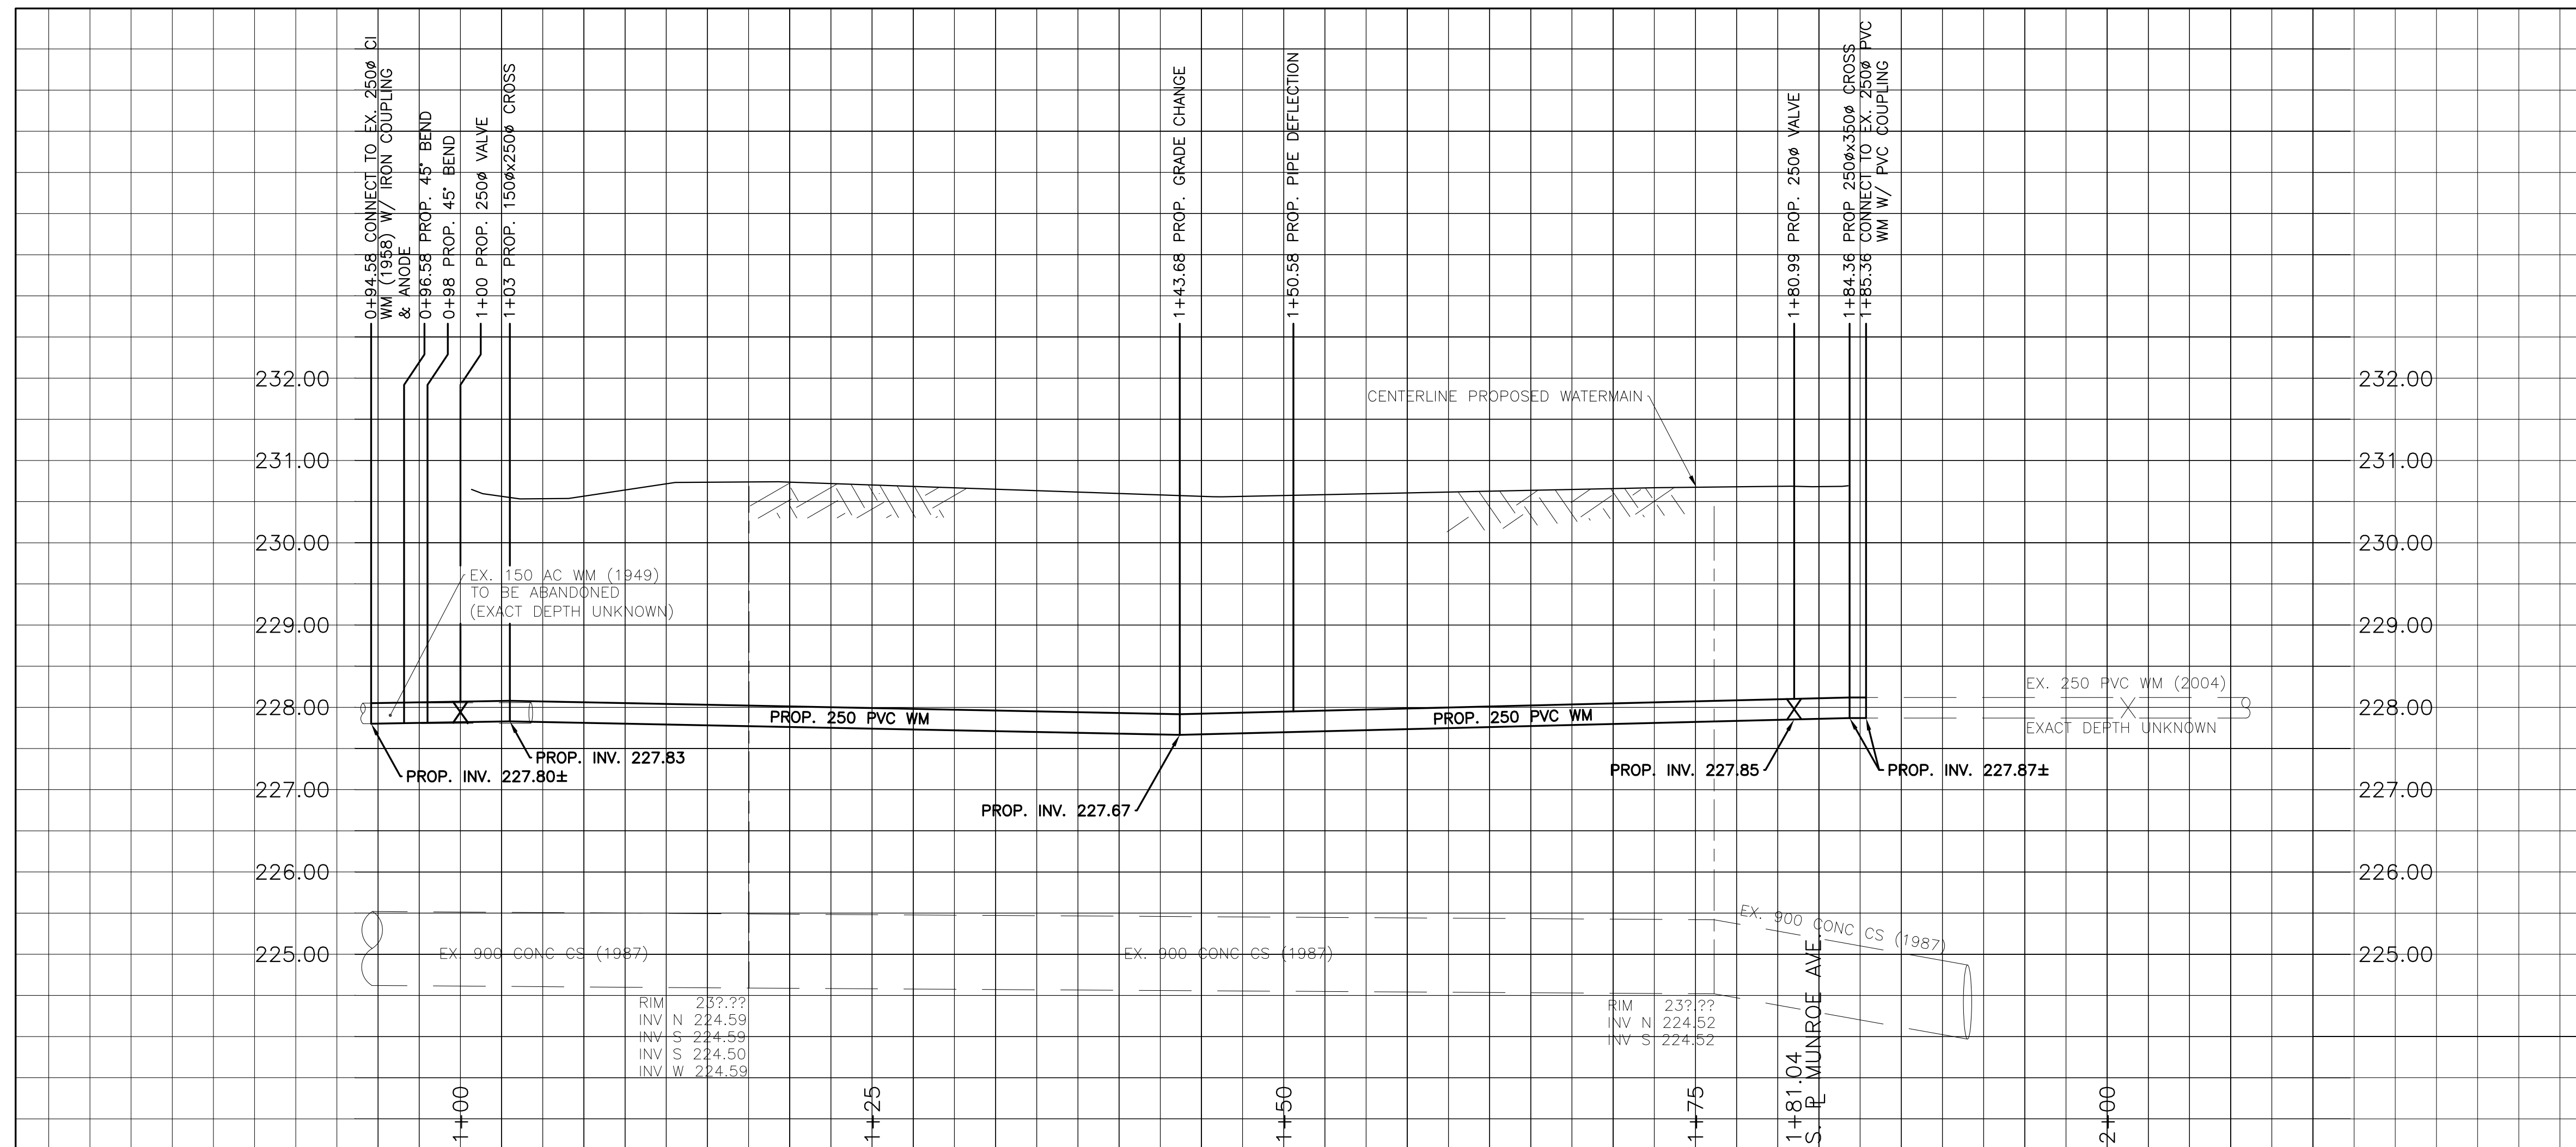 0+94.58 CONNECT TO EX. 250ø CI
WM (1958) W/ IRON COUPLING
& ANODE
0+96.58 PROP. 45° BEND
0+98 PROP. 45° BEND
1+00 PROP. 250ø VALVE
1+03 PROP. 150øx250ø CROSS
1+43.68 PROP. GRADE CHANGE
1+50.58 PROP. PIPE DEFLECTION
1+80.99 PROP. 250ø VALVE
1+84.36 PROP 250øx350ø CROSS
1+85.36 CONNECT TO EX. 250ø PVC
WM W/ PVC COUPLING
232.00
232.00
CENTERLINE PROPOSED WATERMAIN
231.00
231.00
230.00
230.00
EX. 150 AC WM (1949)
TO BE ABANDONED
(EXACT DEPTH UNKNOWN)
229.00
229.00
EX. 250 PVC WM (2004)
228.00
PROP. 250 PVC WM
PROP. 250 PVC WM
228.00
EXACT DEPTH UNKNOWN
PROP. INV. 227.83
PROP. INV. 227.80±
PROP. INV. 227.85
PROP. INV. 227.87±
227.00
227.00
PROP. INV. 227.67
226.00
226.00
EX. 900 CONC CS (1987)
225.00
EX. 900 CONC CS (1987)
EX. 900 CONC CS (1987)
225.00
RIM 23?.??
INV N 224.59
INV S 224.59
INV S 224.50
INV W 224.59
RIM 23?.??
INV N 224.52
INV S 224.52
1+00
1+25
1+50
1+75
1+81.04
S. ℙL MUNROE AVE.
2+00